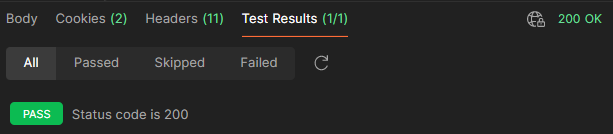 Body Cookies (2) Headers (11) Test Results (1/1) 200 OK
All Passed Skipped Failed
PASS Status code is 200